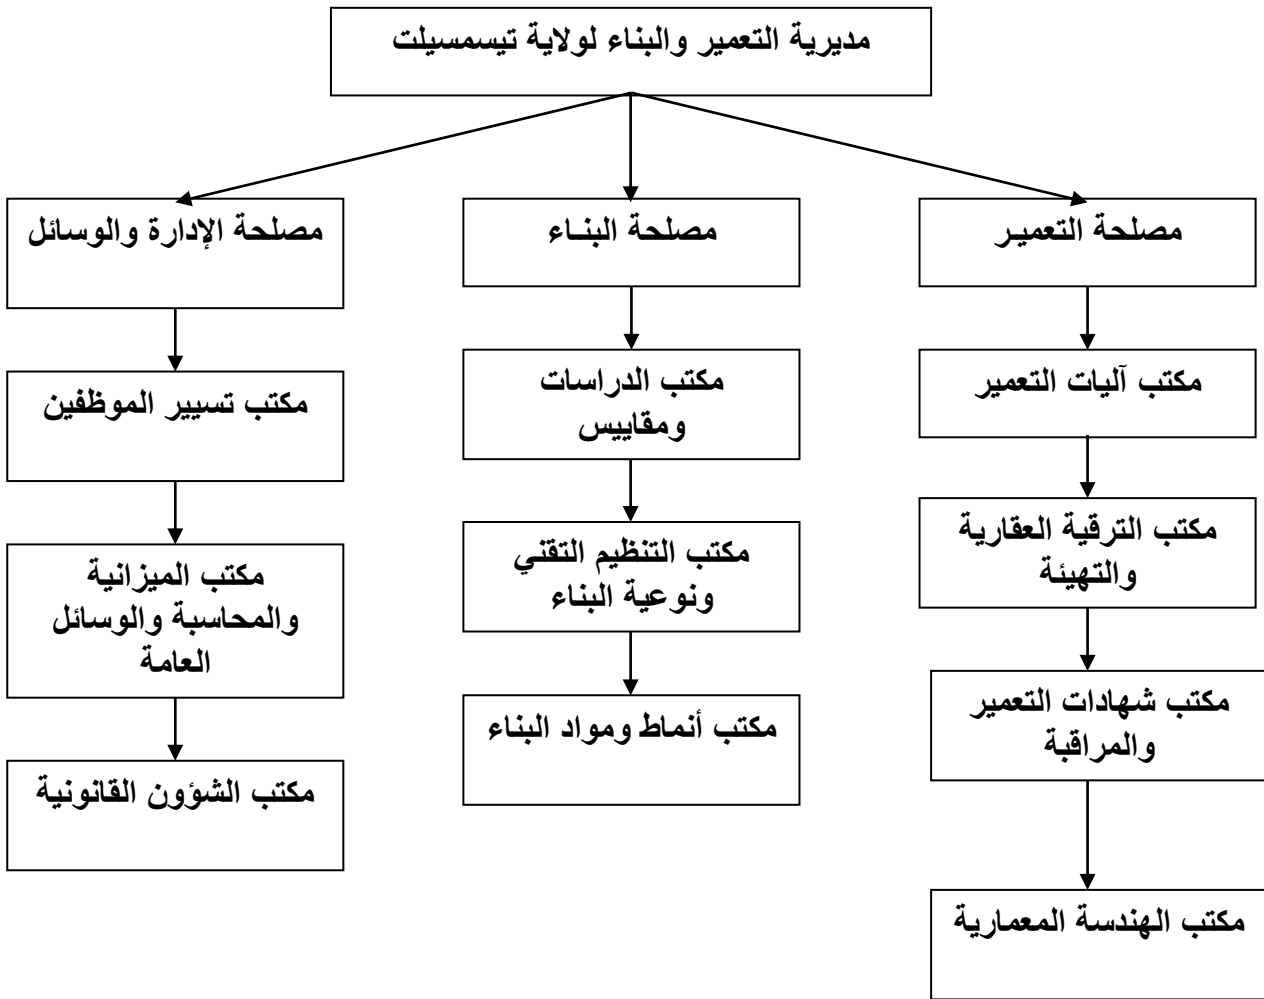 مديرية التعمير والبناء لولاية تيسمسيلت
مصلحة التعميـر
مصلحة البنـاء
مصلحة الإدارة والوسائل
مكتب آليات التعمير
مكتب الدراسات
ومقاييس
مكتب تسيير الموظفين
مكتب الترقية العقارية
والتهيئة
مكتب التنظيم التقني
ونوعية البناء
مكتب الميزانية
والمحاسبة والوسائل
العامة
مكتب شهادات التعمير
والمراقبة
مكتب أنماط ومواد البناء
مكتب الشؤون القانونية
مكتب الهندسة المعمارية